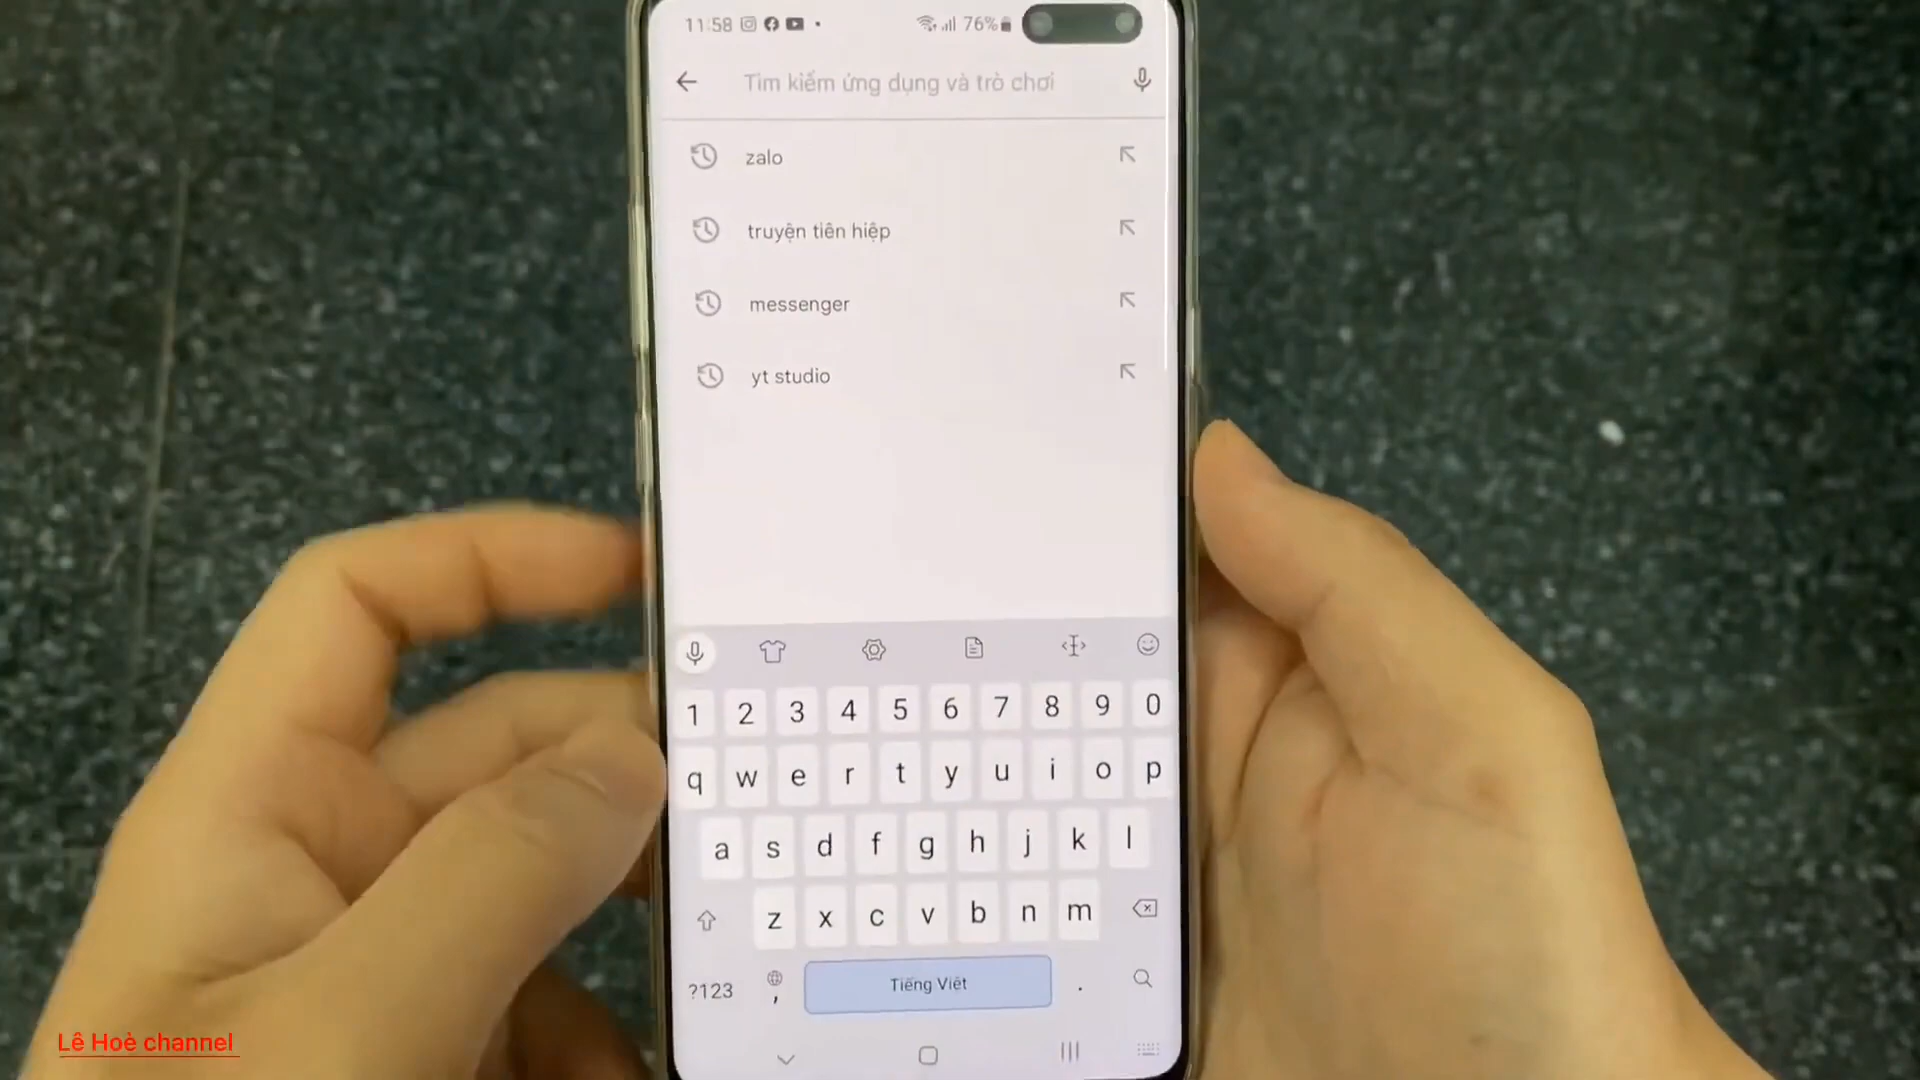 11:58
76%
Tìm kiếm ứng dụng và trò chơi
zalo
truyện tiên hiệp
messenger
yt studio
1 2 3 4 5 6 7 8 9 0
q w e r t y u i o p
a s d f g h j k l
z x c v b n m
?123 , Tiếng Việt .
Lê Hoè channel